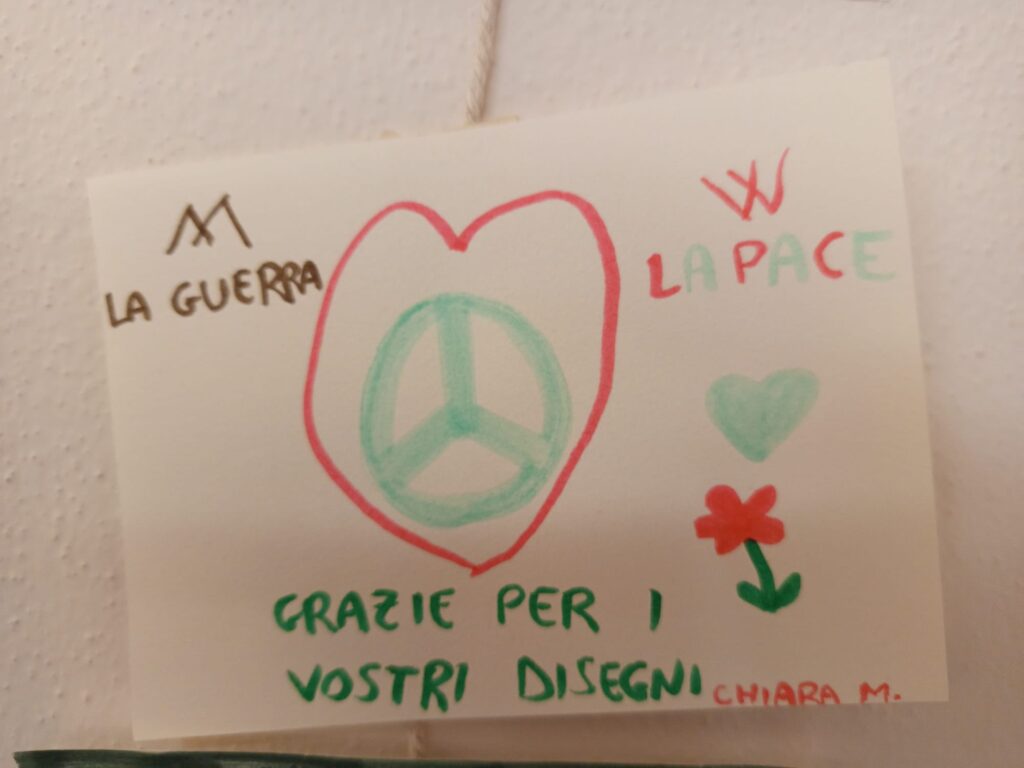 M
LA GUERRA
W
LA PACE
GRAZIE PER I
VOSTRI DISEGNI
CHIARA M.